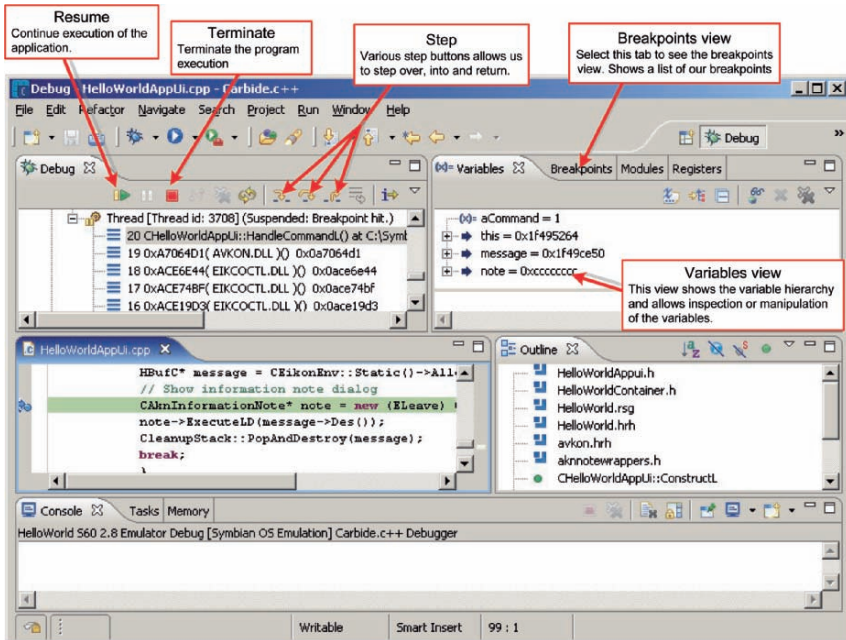 Resume
Continue execution of the
application.
Terminate
Terminate the program
execution
Step
Various step buttons allows us
to step over, into and return.
Breakpoints view
Select this tab to see the breakpoints
view. Shows a list of our breakpoints
Debug - HelloWorldAppUi.cpp - Carbide.c++
File Edit Refactor Navigate Search Project Run Window Help
Debug
Debug
Thread [Thread id: 3708] (Suspended: Breakpoint hit.)
20 CHelloWorldAppUi::HandleCommandL() at C:\Symbi
19 0xA7064D1( AVKON.DLL )() 0x0a7064d1
18 0xACE6E44( EIKCOCTL.DLL )() 0x0ace6e44
17 0xACE74BF( EIKCOCTL.DLL )() 0x0ace74bf
16 0xACE19D3( EIKCOCTL.DLL )() 0x0ace19d3
(x)= Variables Breakpoints Modules Registers
(x)= aCommand = 1
this = 0x1f495264
message = 0x1f49ce50
note = 0xcccccccc
Variables view
This view shows the variable hierarchy
and allows inspection or manipulation
of the variables.
HelloWorldAppUi.cpp
HBufC* message = CEikonEnv::Static()->All
// Show information note dialog
CAknInformationNote* note = new (ELeave)
note->ExecuteLD(message->Des());
CleanupStack::PopAndDestroy(message);
break;
}
Outline
HelloWorldAppui.h
HelloWorldContainer.h
HelloWorld.rsg
HelloWorld.hrh
avkon.hrh
aknnotewrappers.h
CHelloWorldAppUi::ConstructL
Console Tasks Memory
HelloWorld S60 2.8 Emulator Debug [Symbian OS Emulation] Carbide.c++ Debugger
Writable Smart Insert 99 : 1